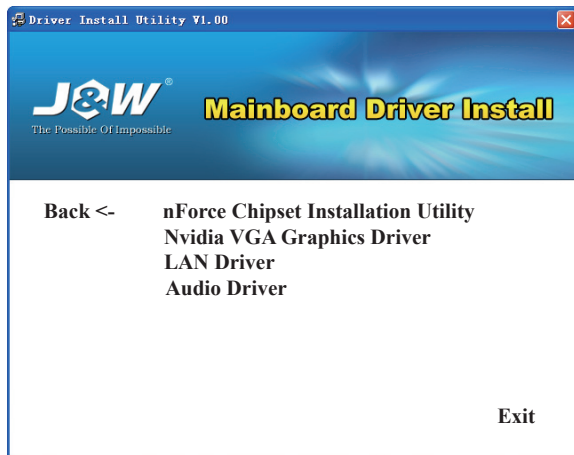 Driver Install Utility V1.00
J&W®
The Possible Of Impossible
Mainboard Driver Install
Back <- nForce Chipset Installation Utility
Nvidia VGA Graphics Driver
LAN Driver
Audio Driver
Exit